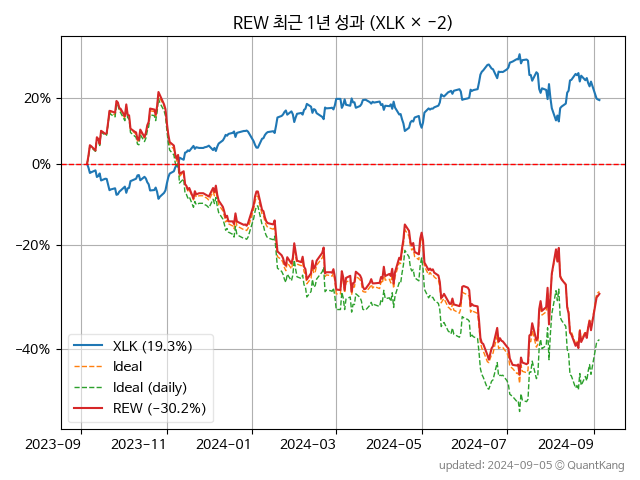 REW 최근 1년 성과 (XLK × −2)
20%
0%
−20%
−40%
XLK (19.3%)
Ideal
Ideal (daily)
REW (−30.2%)
2023-09 2023-11 2024-01 2024-03 2024-05 2024-07 2024-09
updated: 2024-09-05 ⓒ QuantKang